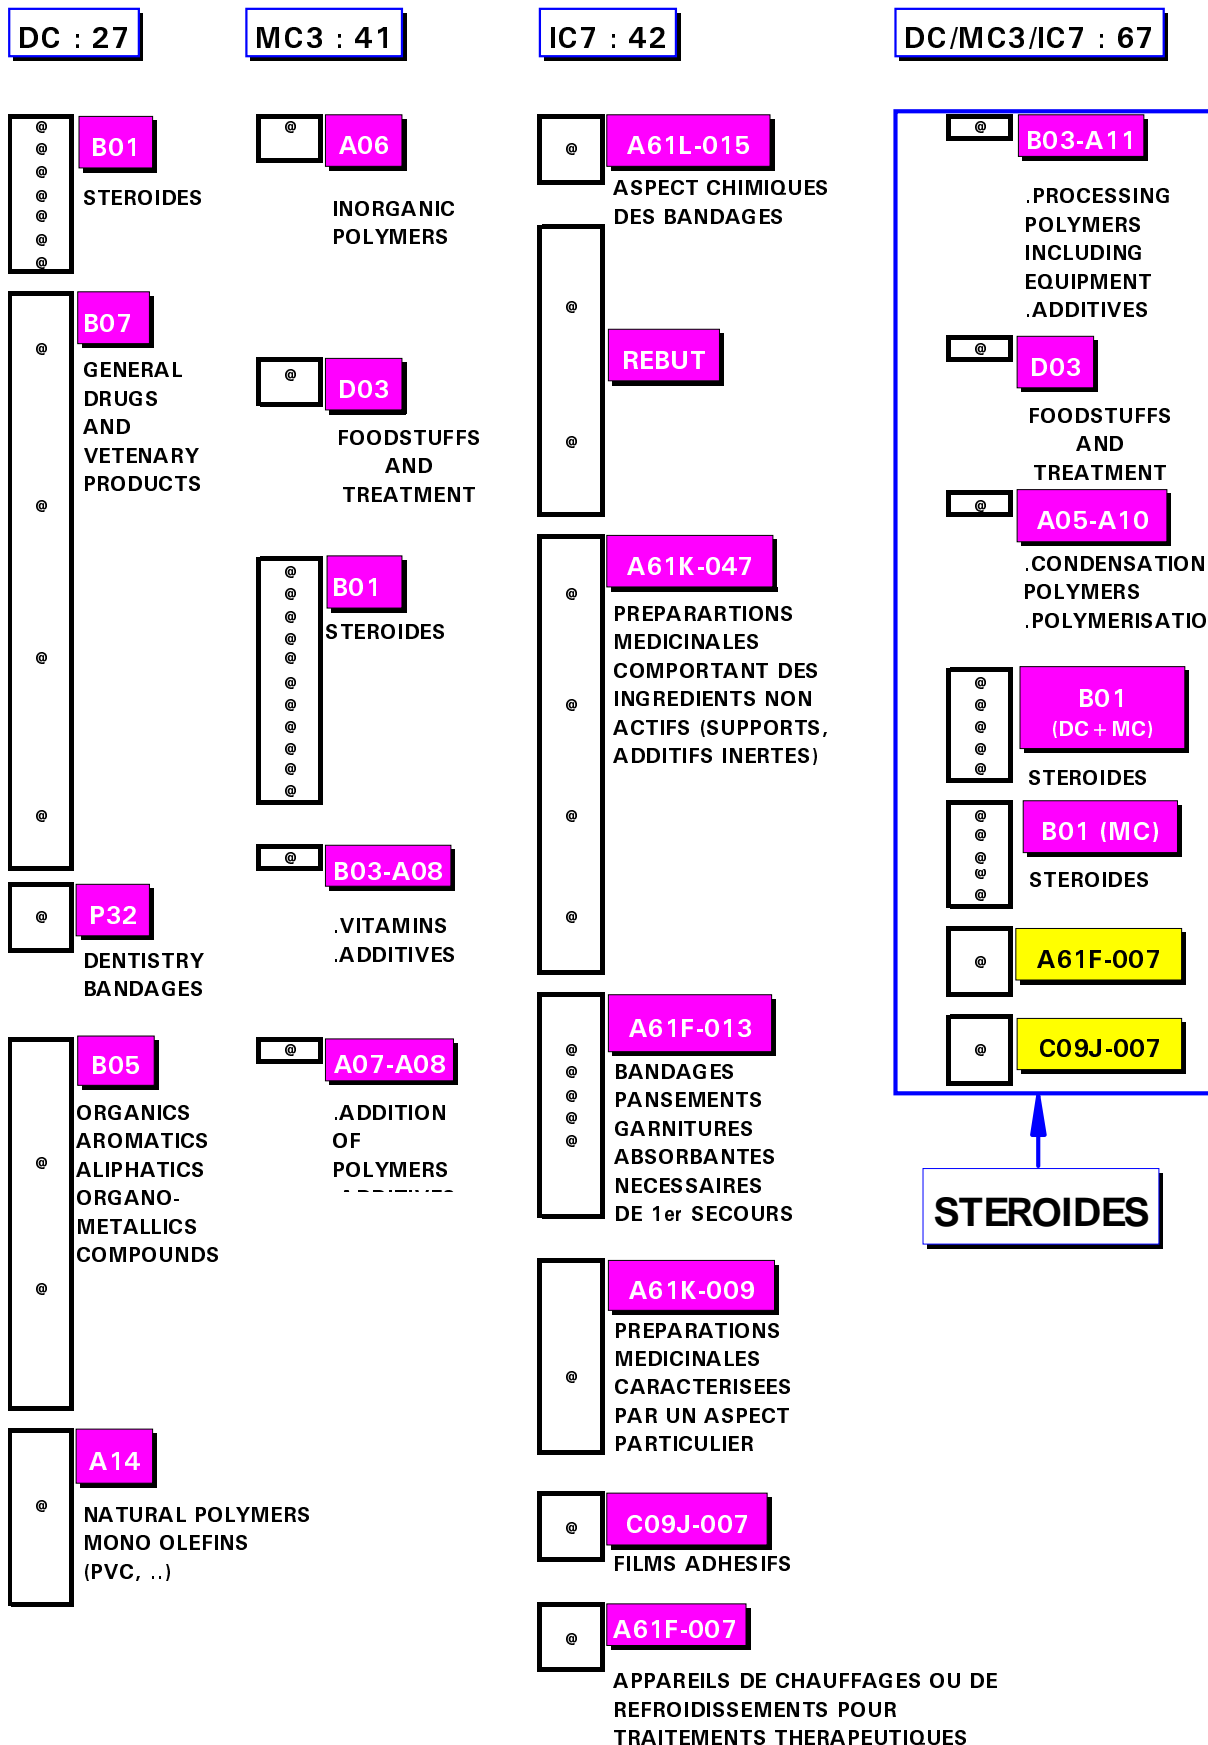 DC : 27
@
@
@
@
@
@
@
B01
STEROIDES
@
@
@
@
B07
GENERAL
DRUGS
AND
VETENARY
PRODUCTS
@
P32
DENTISTRY
BANDAGES
@
@
B05
ORGANICS
AROMATICS
ALIPHATICS
ORGANO-
METALLICS
COMPOUNDS
@
A14
NATURAL POLYMERS
MONO OLEFINS
(PVC, ..)
MC3 : 41
@
A06
INORGANIC
POLYMERS
@
D03
FOODSTUFFS
AND
TREATMENT
@
@
@
@
@
@
@
@
@
@
@
B01
STEROIDES
@
B03-A08
.VITAMINS
.ADDITIVES
@
A07-A08
.ADDITION
OF
POLYMERS
IC7 : 42
@
A61L-015
ASPECT CHIMIQUES
DES BANDAGES
@
@
REBUT
@
@
@
@
A61K-047
PREPARARTIONS
MEDICINALES
COMPORTANT DES
INGREDIENTS NON
ACTIFS (SUPPORTS,
ADDITIFS INERTES)
@
@
@
@
@
A61F-013
BANDAGES
PANSEMENTS
GARNITURES
ABSORBANTES
NECESSAIRES
DE 1er SECOURS
@
A61K-009
PREPARATIONS
MEDICINALES
CARACTERISEES
PAR UN ASPECT
PARTICULIER
@
C09J-007
FILMS ADHESIFS
@
A61F-007
APPAREILS DE CHAUFFAGES OU DE
REFROIDISSEMENTS POUR
TRAITEMENTS THERAPEUTIQUES
DC/MC3/IC7 : 67
@
B03-A11
.PROCESSING
POLYMERS
INCLUDING
EQUIPMENT
.ADDITIVES
@
D03
FOODSTUFFS
AND
TREATMENT
@
A05-A10
.CONDENSATION
POLYMERS
.POLYMERISATIO
@
@
@
@
@
B01
(DC+MC)
STEROIDES
@
@
@
@
@
B01 (MC)
STEROIDES
@
A61F-007
@
C09J-007
STEROIDES